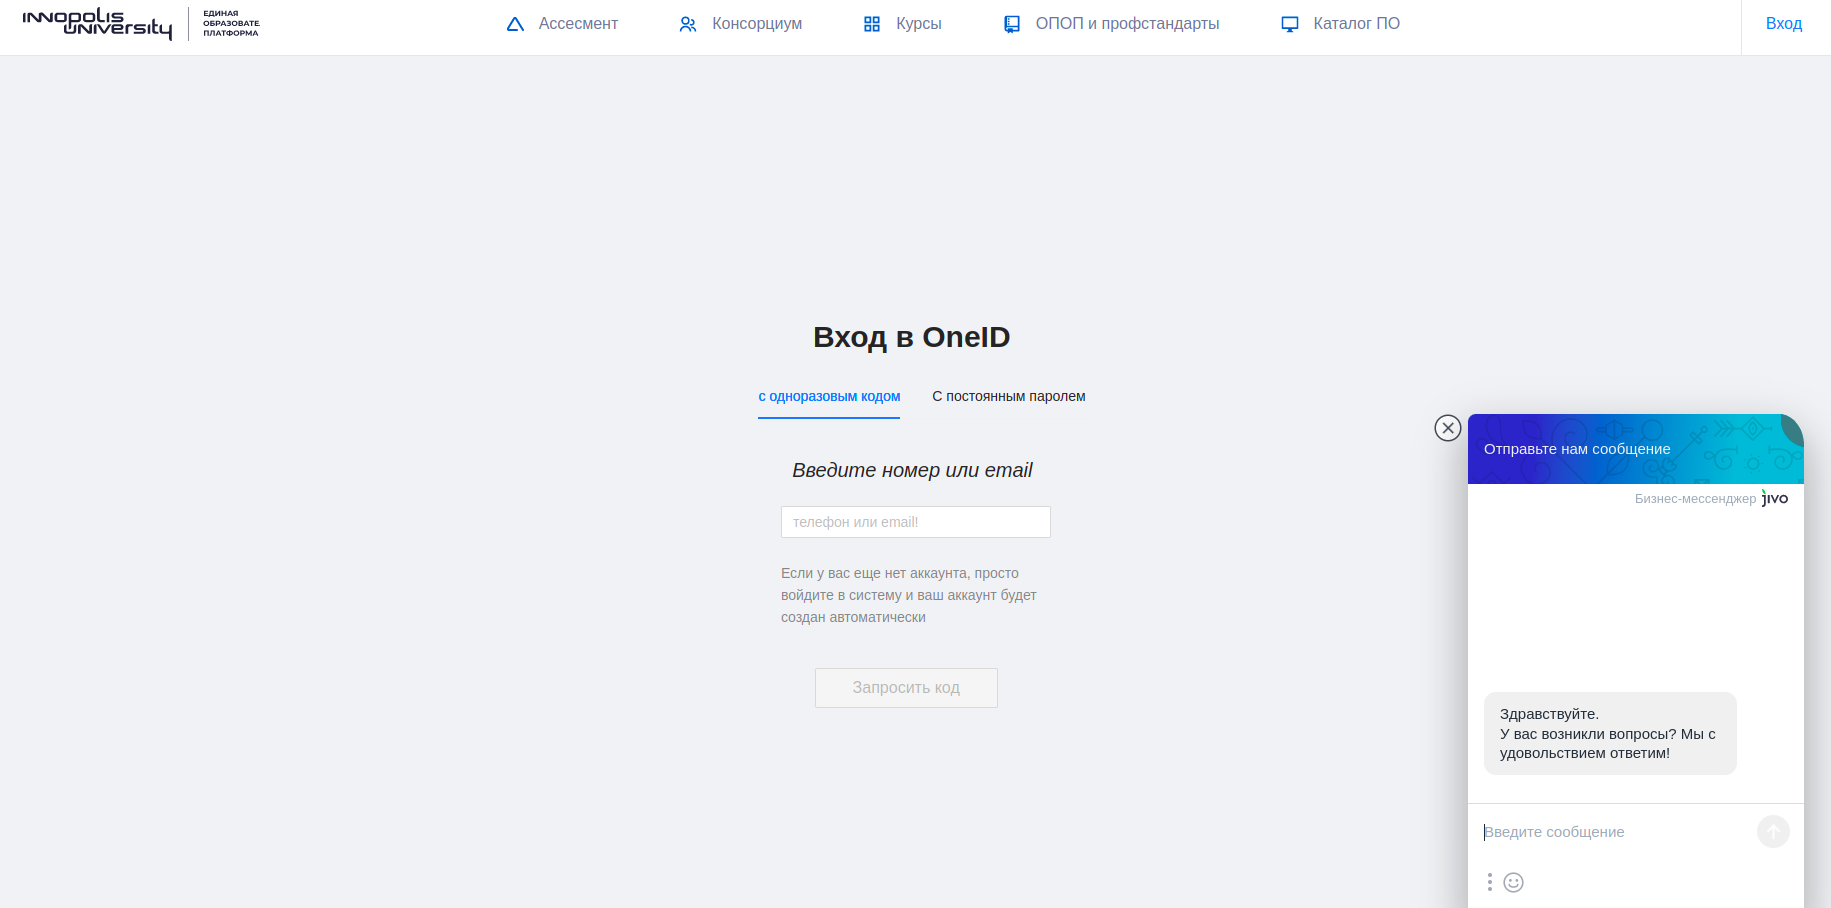 INNOPOLIS
UNIVERSITY
ЕДИНАЯ
ОБРАЗОВАТЕ
ПЛАТФОРМА
Ассесмент
Консорциум
Курсы
ОПОП и профстандарты
Каталог ПО
Вход
Вход в OneID
с одноразовым кодом
С постоянным паролем
Введите номер или email
телефон или email!
Если у вас еще нет аккаунта, просто
войдите в систему и ваш аккаунт будет
создан автоматически
Запросить код
Отправьте нам сообщение
Бизнес-мессенджер jivo
Здравствуйте.
У вас возникли вопросы? Мы с
удовольствием ответим!
Введите сообщение